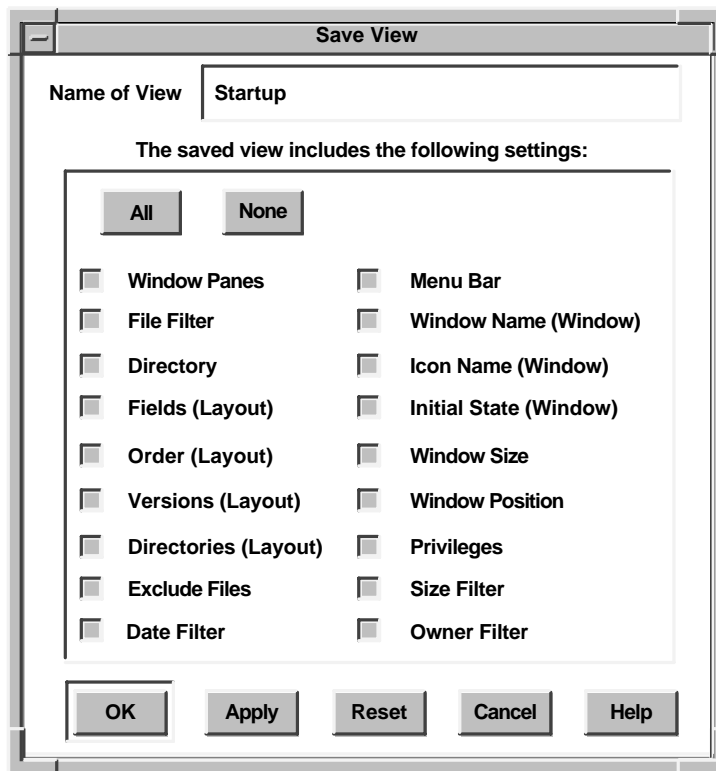 Save View
Name of View Startup
The saved view includes the following settings:
All None
Window Panes Menu Bar
File Filter Window Name (Window)
Directory Icon Name (Window)
Fields (Layout) Initial State (Window)
Order (Layout) Window Size
Versions (Layout) Window Position
Directories (Layout) Privileges
Exclude Files Size Filter
Date Filter Owner Filter
OK Apply Reset Cancel Help